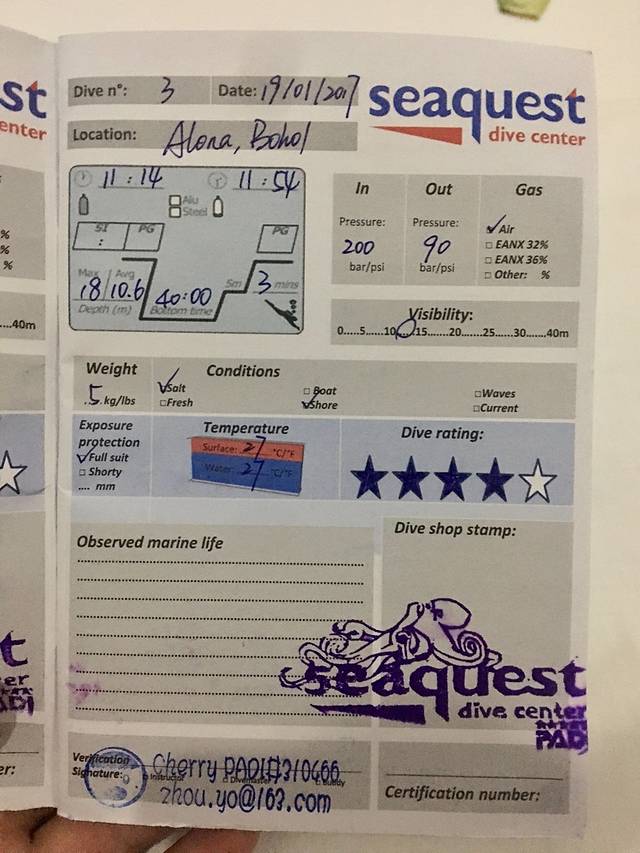 st
enter
%
%
%
....40m
t
er
PADI
er:
Dive n°: 3 Date: 19/01/2017
seaquest
dive center
Location: Alona, Bohol
11 : 14 11 : 54
Alu
Steel
SI PG PG
:
Max Avg
18 10.6 40:00 5m 3 mins
Depth (m) Bottom time
In Out Gas
Pressure: Pressure:
200 90
bar/psi bar/psi
Air
EANX 32%
EANX 36%
Other: %
Visibility:
0.....5......10......15......20......25......30......40m
Weight Conditions
5 kg/lbs
Salt Boat Waves
Fresh Shore Current
Exposure
protection
Full suit
Shorty
.... mm
Temperature
Surface: 27 °C/°F
Water: 27 °C/°F
Dive rating:
Observed marine life
Dive shop stamp:
seaquest
dive center
PADI
Verification
Signature:
Instructor Divemaster Buddy
Cherry PADI#310466
zhou.yo@163.com
Certification number: